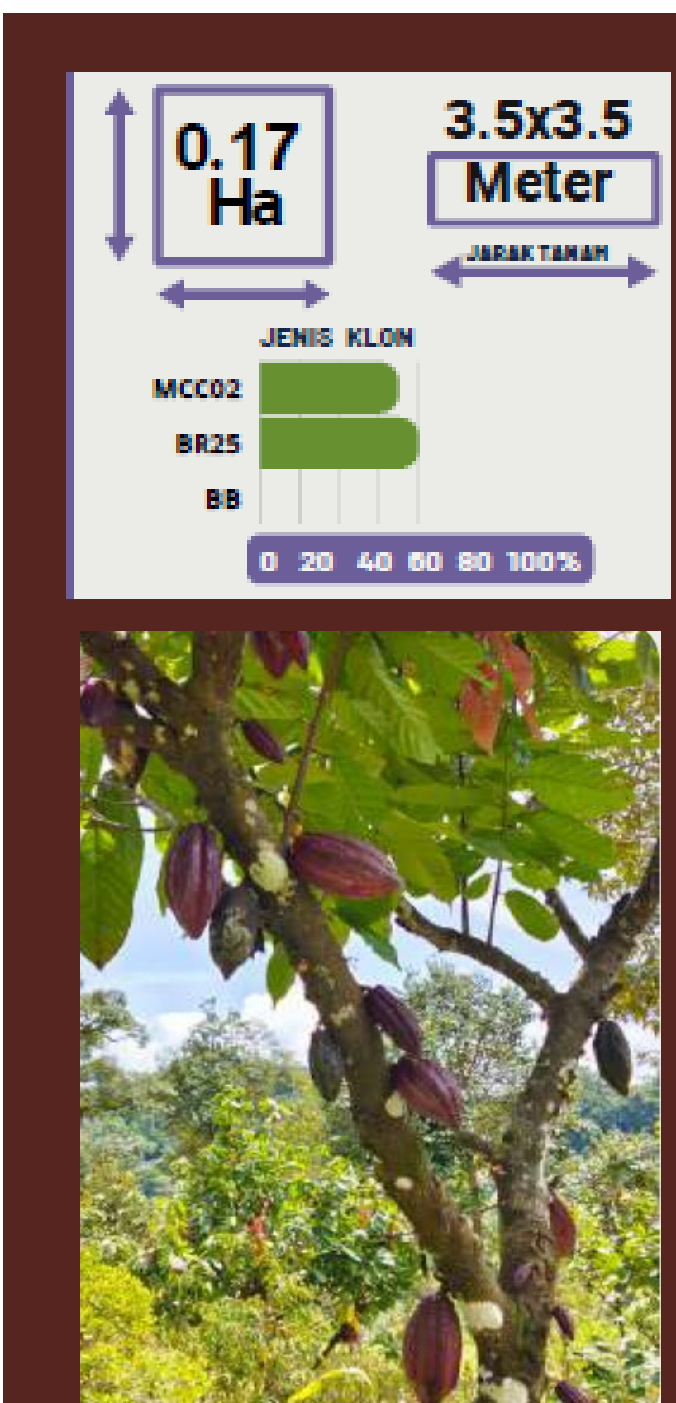 0.17
Ha
3.5x3.5
Meter
JARAK TANAM
JENIS KLON
MCC02
BR25
BB
0 20 40 60 80 100%